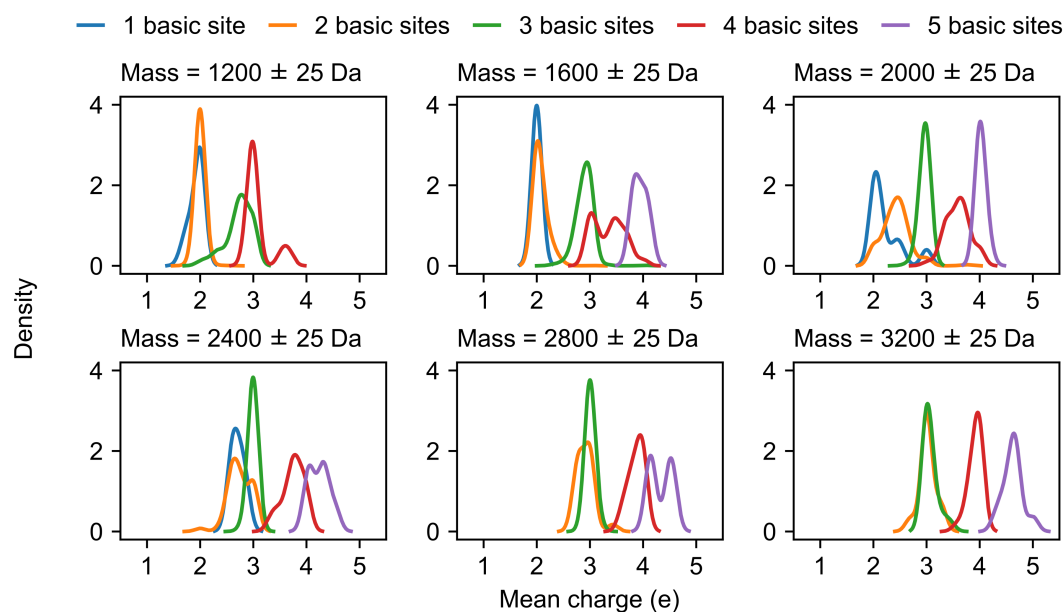 1 basic site 2 basic sites 3 basic sites 4 basic sites 5 basic sites
Mass = 1200 ± 25 Da Mass = 1600 ± 25 Da Mass = 2000 ± 25 Da
4 4 4
2 2 2
0 0 0
1 2 3 4 5 1 2 3 4 5 1 2 3 4 5
Density
Mass = 2400 ± 25 Da Mass = 2800 ± 25 Da Mass = 3200 ± 25 Da
4 4 4
2 2 2
0 0 0
1 2 3 4 5 1 2 3 4 5 1 2 3 4 5
Mean charge (e)